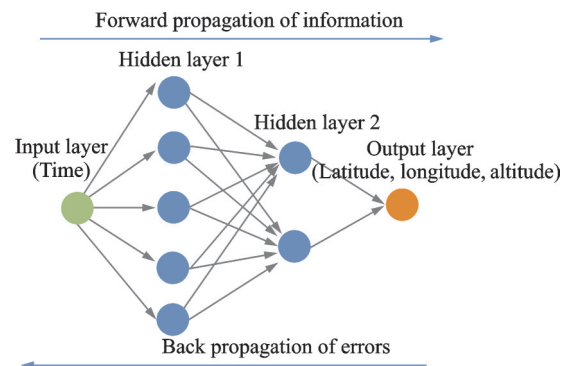 Forward propagation of information
Hidden layer 1
Hidden layer 2
Input layer
(Time)
Output layer
(Latitude, longitude, altitude)
Back propagation of errors